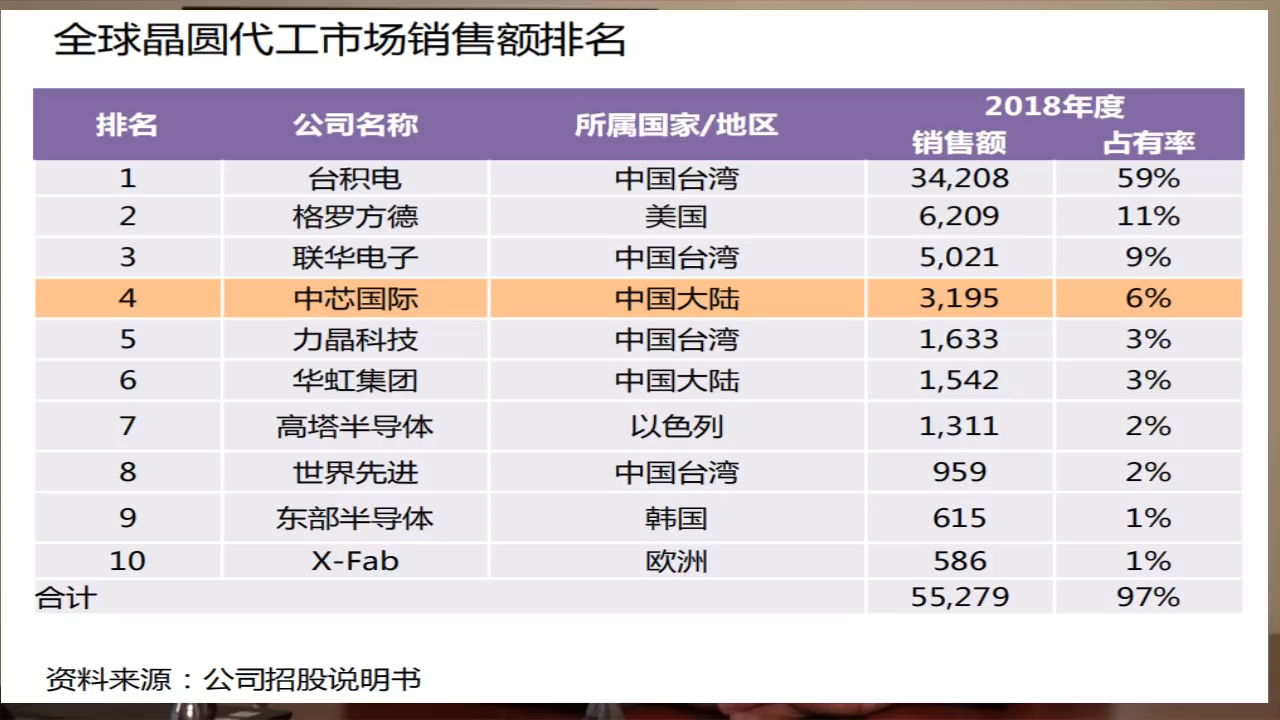 全球晶圆代工市场销售额排名
排名 公司名称 所属国家/地区 2018年度
销售额 占有率
1 台积电 中国台湾 34,208 59%
2 格罗方德 美国 6,209 11%
3 联华电子 中国台湾 5,021 9%
4 中芯国际 中国大陆 3,195 6%
5 力晶科技 中国台湾 1,633 3%
6 华虹集团 中国大陆 1,542 3%
7 高塔半导体 以色列 1,311 2%
8 世界先进 中国台湾 959 2%
9 东部半导体 韩国 615 1%
10 X-Fab 欧洲 586 1%
合计 55,279 97%
资料来源：公司招股说明书